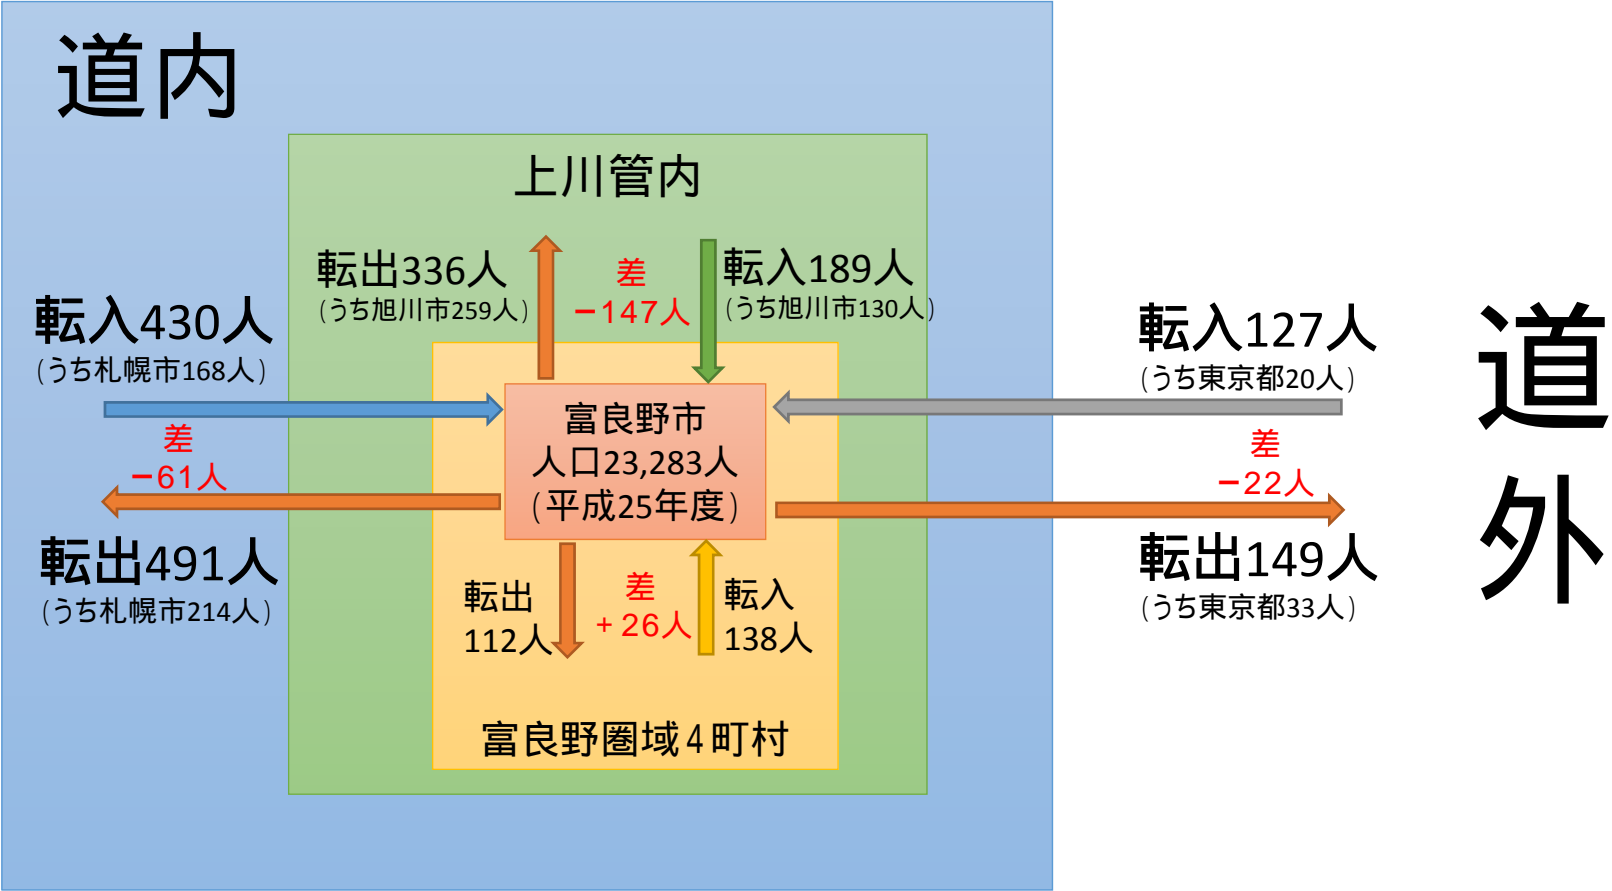 道内
上川管内
転出336人
(うち旭川市259人)
差
－147人
転入189人
(うち旭川市130人)
転入430人
(うち札幌市168人)
差
－61人
転出491人
(うち札幌市214人)
富良野市
人口23,283人
(平成25年度)
転出
112人
差
+26人
転入
138人
富良野圏域4町村
転入127人
(うち東京都20人)
差
－22人
転出149人
(うち東京都33人)
道
外